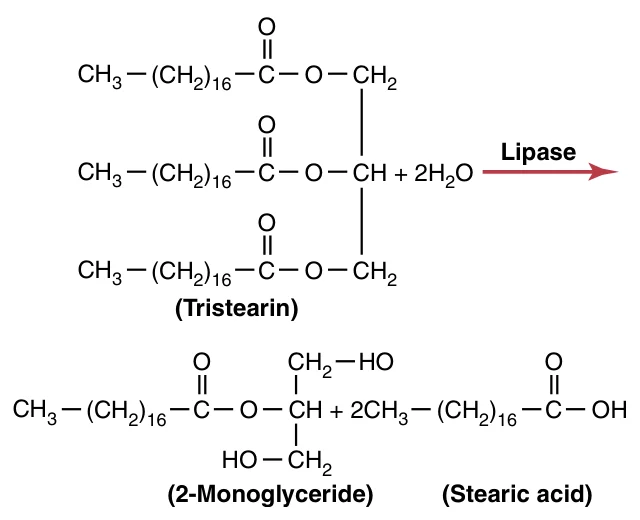 O
CH₃—(CH₂)₁₆—C—O—CH₂
O
Lipase
CH₃—(CH₂)₁₆—C—O—CH + 2H₂O
O
CH₃—(CH₂)₁₆—C—O—CH₂
(Tristearin)
O CH₂—HO O
CH₃—(CH₂)₁₆—C—O—CH + 2CH₃—(CH₂)₁₆—C—OH
HO—CH₂
(2-Monoglyceride) (Stearic acid)